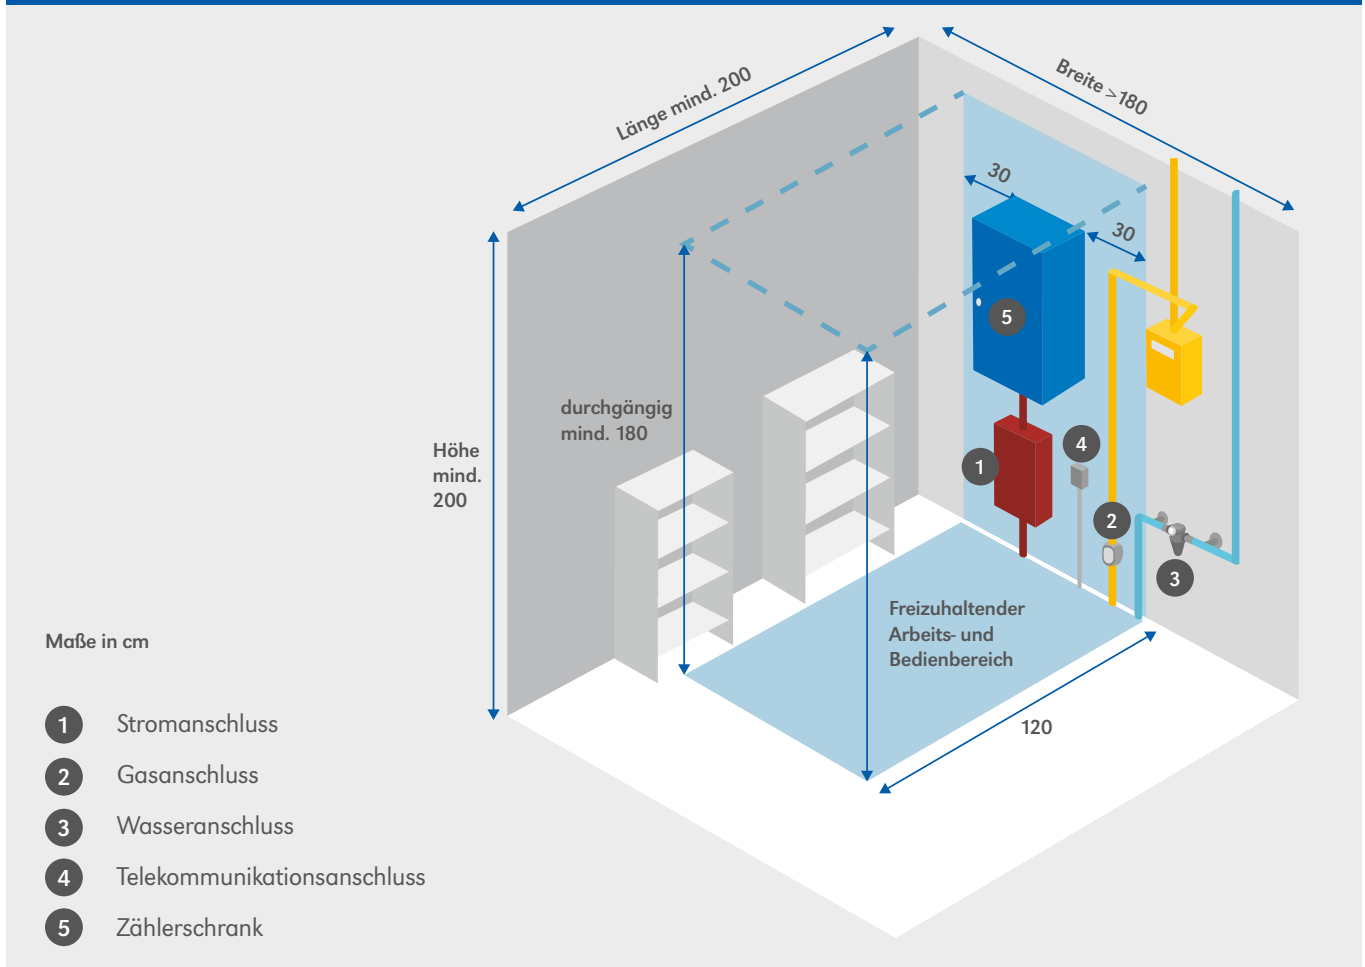 Länge mind. 200
Breite >180
30
30
5
durchgängig
mind. 180
Höhe
mind.
200
4
1
2
3
Freizuhaltender
Arbeits- und
Bedienbereich
120
Maße in cm
1 Stromanschluss
2 Gasanschluss
3 Wasseranschluss
4 Telekommunikationsanschluss
5 Zählerschrank